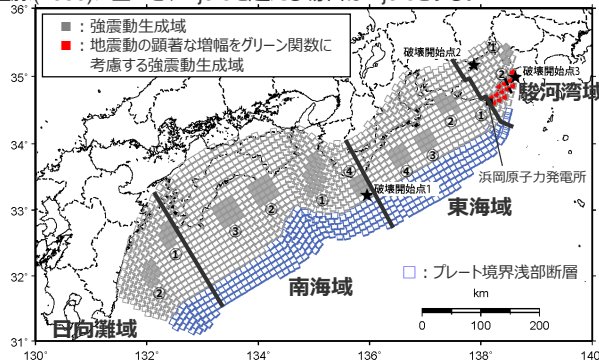 ■ : 強震動生成域
■ : 地震動の顕著な増幅をグリーン関数に
考慮する強震動生成域
破壊開始点2
①
破壊開始点3
②
駿河湾域
①
②
③
④
浜岡原子力発電所
④
破壊開始点1
東海域
②
③
①
①
②
□ : プレート境界浅部断層
南海域
日向灘域
km
0 100 200
35°
34°
33°
32°
31°
130° 132° 134° 136° 138° 140